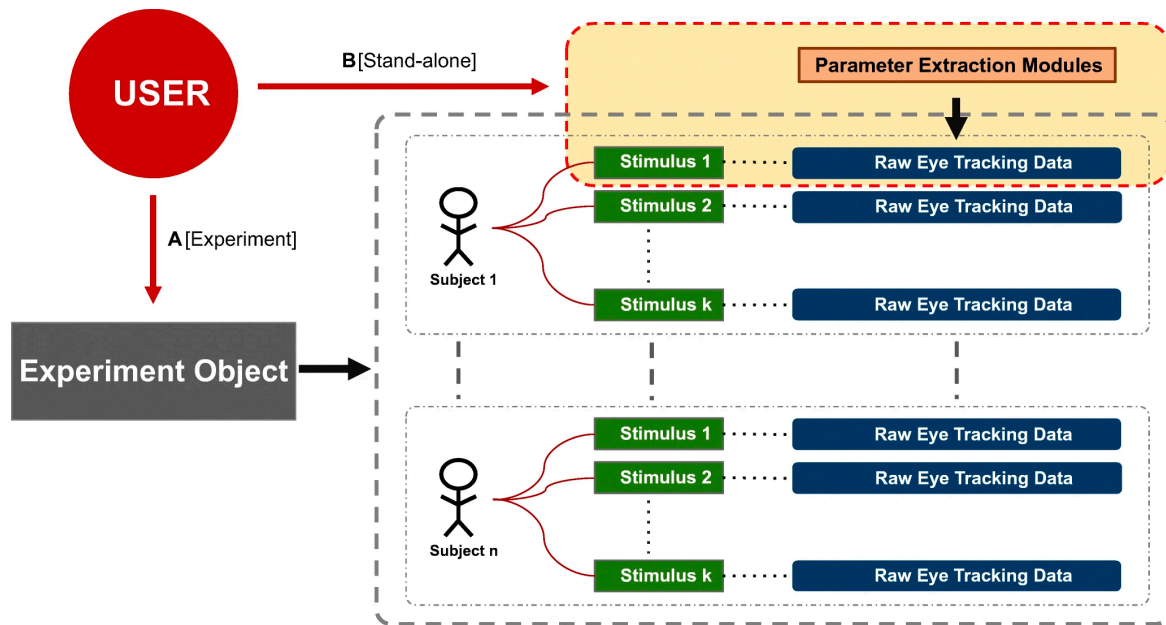 USER
B [Stand-alone]
Parameter Extraction Modules
Stimulus 1
Raw Eye Tracking Data
Stimulus 2
Raw Eye Tracking Data
A [Experiment]
Subject 1
Stimulus k
Raw Eye Tracking Data
Experiment Object
Stimulus 1
Raw Eye Tracking Data
Stimulus 2
Raw Eye Tracking Data
Subject n
Stimulus k
Raw Eye Tracking Data